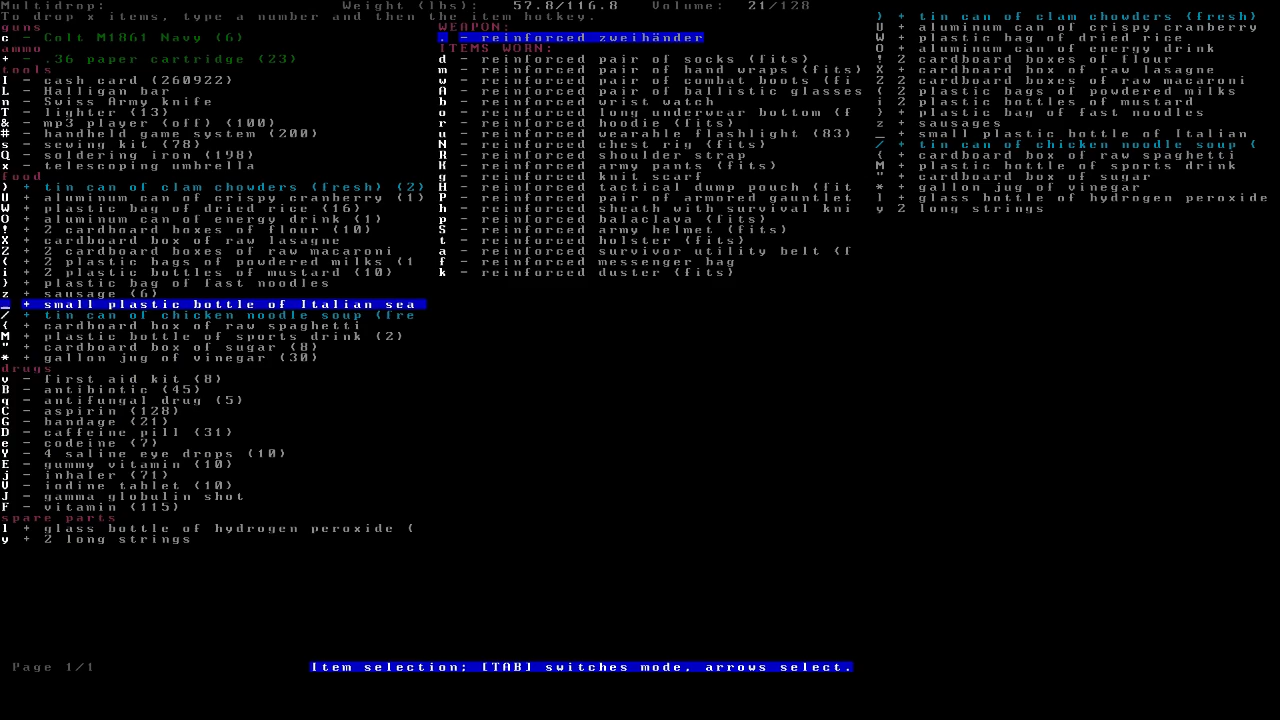 Multidrop: Weight (lbs): 57.8/116.8 Volume: 21/128
To drop x items, type a number and then the item hotkey.
guns
c - Colt M1861 Navy (6)
ammo
+ - .36 paper cartridge (23)
tools
I - cash card (260922)
L - Halligan bar
n - Swiss Army knife
T - lighter (13)
& - mp3 player (off) (100)
# - handheld game system (200)
s - sewing kit (78)
Q - soldering iron (198)
x - telescoping umbrella
food
) + tin can of clam chowders (fresh) (2)
U + aluminum can of crispy cranberry (1)
W + plastic bag of dried rice (16)
O + aluminum can of energy drink (1)
! + 2 cardboard boxes of flour (10)
X + cardboard box of raw lasagne
Z + 2 cardboard boxes of raw macaroni
( + 2 plastic bags of powdered milks (1
i + 2 plastic bottles of mustard (10)
} + plastic bag of fast noodles
z + sausage (6)
_ + small plastic bottle of Italian sea
/ + tin can of chicken noodle soup (fre
{ + cardboard box of raw spaghetti
M + plastic bottle of sports drink (2)
" + cardboard box of sugar (8)
* + gallon jug of vinegar (30)
drugs
v - first aid kit (8)
B - antibiotic (45)
q - antifungal drug (5)
C - aspirin (128)
G - bandage (21)
D - caffeine pill (31)
e - codeine (7)
Y - 4 saline eye drops (10)
E - gummy vitamin (10)
j - inhaler (71)
V - iodine tablet (10)
J - gamma globulin shot
F - vitamin (115)
spare parts
l + glass bottle of hydrogen peroxide (
y + 2 long strings
WEAPON:
. - reinforced zweihänder
ITEMS WORN:
d - reinforced pair of socks (fits)
m - reinforced pair of hand wraps (fits)
w - reinforced pair of combat boots (fi
A - reinforced pair of ballistic glasses
b - reinforced wrist watch
o - reinforced long underwear bottom (f
r - reinforced hoodie (fits)
u - reinforced wearable flashlight (83)
N - reinforced chest rig (fits)
R - reinforced shoulder strap
K - reinforced army pants (fits)
g - reinforced knit scarf
H - reinforced tactical dump pouch (fit
P - reinforced pair of armored gauntlet
h - reinforced sheath with survival kni
p - reinforced balaclava (fits)
S - reinforced army helmet (fits)
t - reinforced holster (fits)
a - reinforced survivor utility belt (f
f - reinforced messenger bag
k - reinforced duster (fits)
) + tin can of clam chowders (fresh)
U + aluminum can of crispy cranberry
W + plastic bag of dried rice
O + aluminum can of energy drink
! 2 cardboard boxes of flour
X + cardboard box of raw lasagne
Z 2 cardboard boxes of raw macaroni
( 2 plastic bags of powdered milks
i 2 plastic bottles of mustard
} + plastic bag of fast noodles
z + sausages
_ + small plastic bottle of Italian
/ + tin can of chicken noodle soup (
{ + cardboard box of raw spaghetti
M + plastic bottle of sports drink
" + cardboard box of sugar
* + gallon jug of vinegar
l + glass bottle of hydrogen peroxide
y 2 long strings
Page 1/1
Item selection: [TAB] switches mode, arrows select.